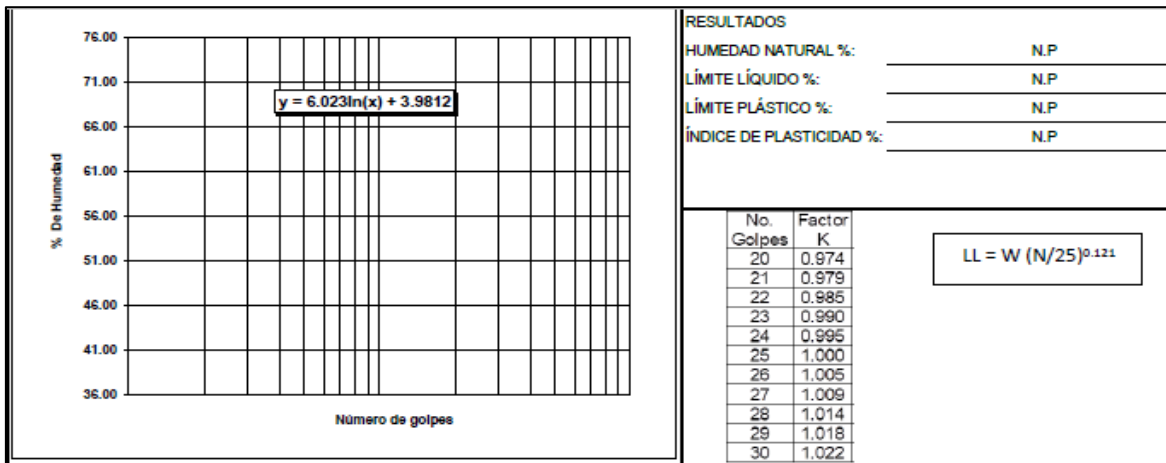 76.00
71.00
66.00
61.00
56.00
51.00
46.00
41.00
36.00
% De Humedad
y = 6.023ln(x) + 3.9812
Número de golpes
RESULTADOS
HUMEDAD NATURAL %: N.P
LÍMITE LÍQUIDO %: N.P
LÍMITE PLÁSTICO %: N.P
ÍNDICE DE PLASTICIDAD %: N.P
No. Factor
Golpes K
20 0.974
21 0.979
22 0.985
23 0.990
24 0.995
25 1.000
26 1.005
27 1.009
28 1.014
29 1.018
30 1.022
LL = W (N/25)⁰·¹²¹